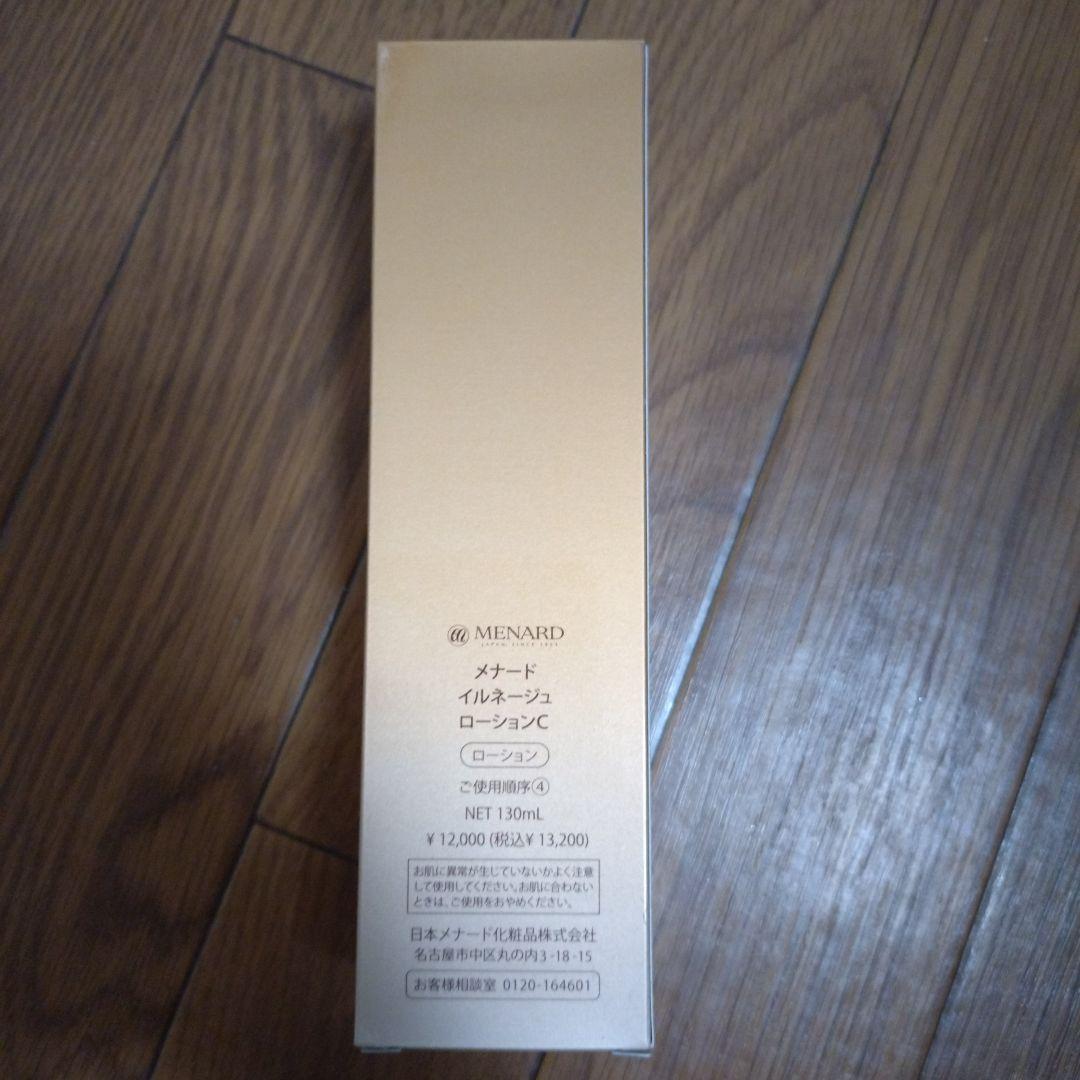 MENARD
JAPAN, SINCE 1959
メナード
イルネージュ
ローションC
ローション
ご使用順序④
NET 130mL
¥ 12,000 (税込¥ 13,200)
お肌に異常が生じていないかよく注意
して使用してください。お肌に合わない
ときは、ご使用をおやめください。
日本メナード化粧品株式会社
名古屋市中区丸の内3-18-15
お客様相談室 0120-164601